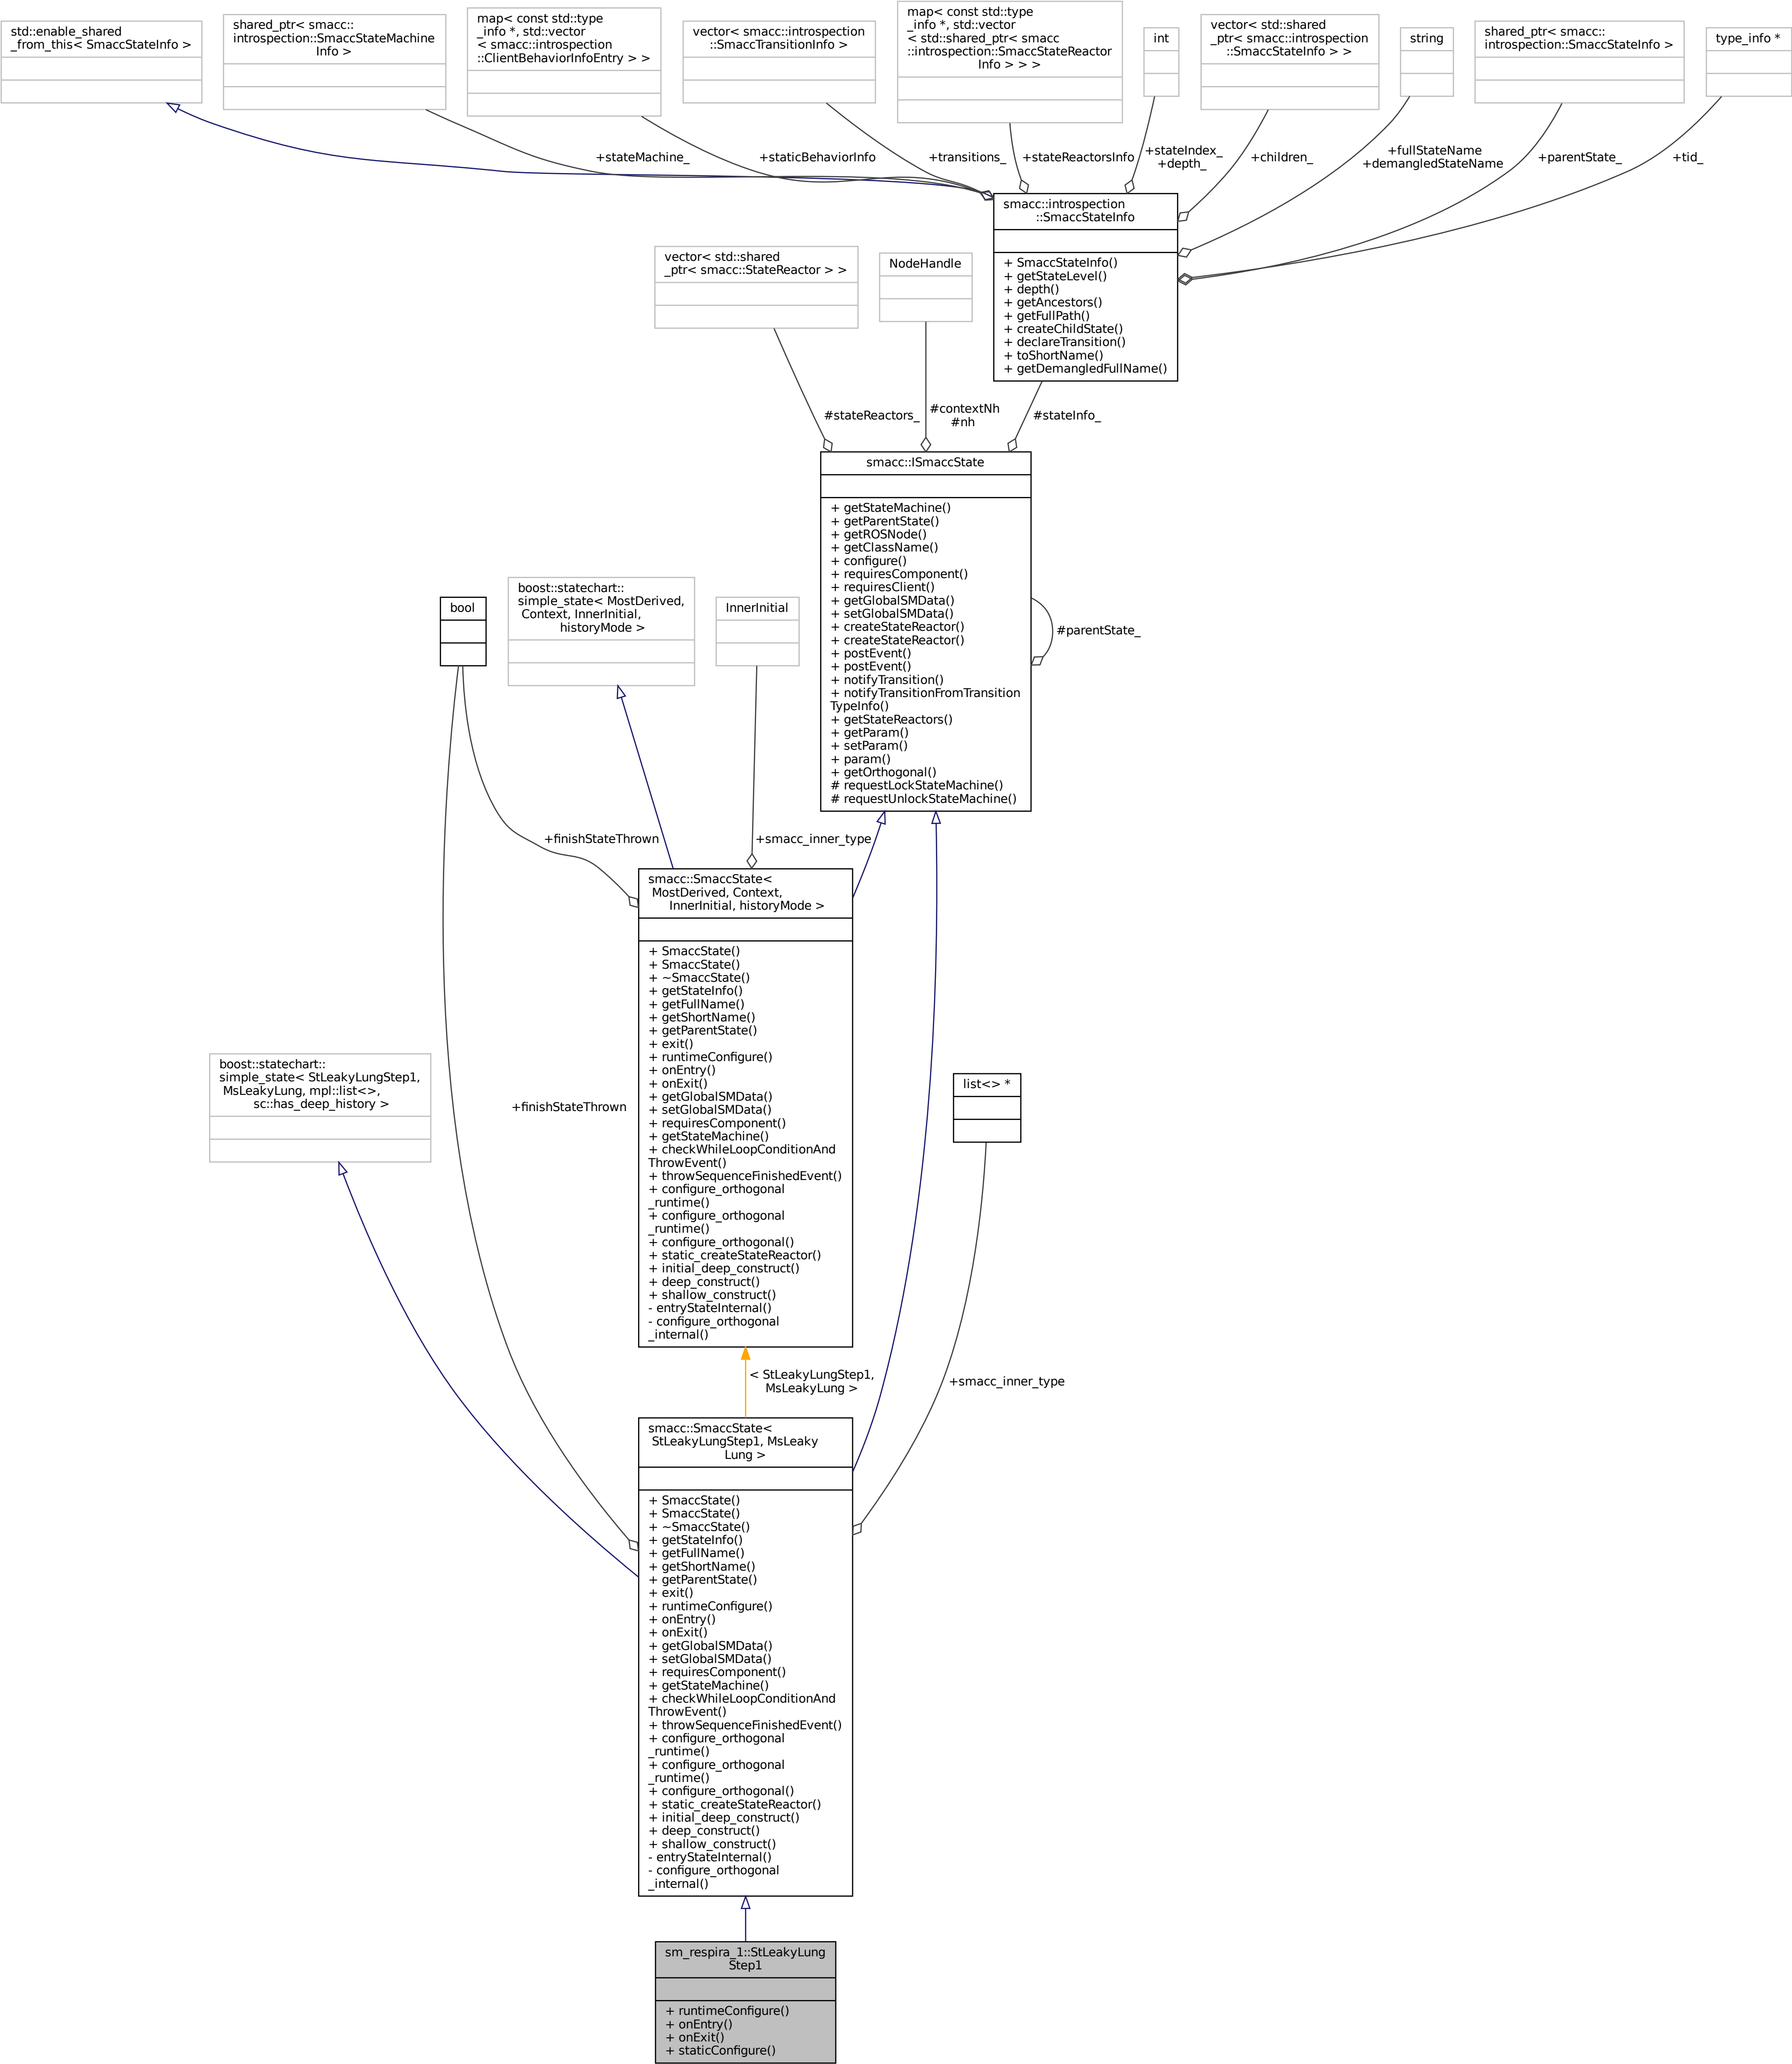 std::enable_shared
_from_this< SmaccStateInfo >
shared_ptr< smacc::
introspection::SmaccStateMachine
Info >
map< const std::type
_info *, std::vector
< smacc::introspection
::ClientBehaviorInfoEntry > >
vector< smacc::introspection
::SmaccTransitionInfo >
map< const std::type
_info *, std::vector
< std::shared_ptr< smacc
::introspection::SmaccStateReactor
Info > > >
int
vector< std::shared
_ptr< smacc::introspection
::SmaccStateInfo > >
string
shared_ptr< smacc::
introspection::SmaccStateInfo >
type_info *
+stateMachine_
+staticBehaviorInfo
+transitions_
+stateReactorsInfo
+stateIndex_
+depth_
+children_
+fullStateName
+demangledStateName
+parentState_
+tid_
smacc::introspection
::SmaccStateInfo
+ SmaccStateInfo()
+ getStateLevel()
+ depth()
+ getAncestors()
+ getFullPath()
+ createChildState()
+ declareTransition()
+ toShortName()
+ getDemangledFullName()
vector< std::shared
_ptr< smacc::StateReactor > >
NodeHandle
#stateReactors_
#contextNh
#nh
#stateInfo_
smacc::ISmaccState
+ getStateMachine()
+ getParentState()
+ getROSNode()
+ getClassName()
+ configure()
+ requiresComponent()
+ requiresClient()
+ getGlobalSMData()
+ setGlobalSMData()
+ createStateReactor()
+ createStateReactor()
+ postEvent()
+ postEvent()
+ notifyTransition()
+ notifyTransitionFromTransition
TypeInfo()
+ getStateReactors()
+ getParam()
+ setParam()
+ param()
+ getOrthogonal()
# requestLockStateMachine()
# requestUnlockStateMachine()
#parentState_
bool
boost::statechart::
simple_state< MostDerived,
Context, InnerInitial,
historyMode >
InnerInitial
+finishStateThrown
+smacc_inner_type
smacc::SmaccState<
MostDerived, Context,
InnerInitial, historyMode >
+ SmaccState()
+ SmaccState()
+ ~SmaccState()
+ getStateInfo()
+ getFullName()
+ getShortName()
+ getParentState()
+ exit()
+ runtimeConfigure()
+ onEntry()
+ onExit()
+ getGlobalSMData()
+ setGlobalSMData()
+ requiresComponent()
+ getStateMachine()
+ checkWhileLoopConditionAnd
ThrowEvent()
+ throwSequenceFinishedEvent()
+ configure_orthogonal
_runtime()
+ configure_orthogonal
_runtime()
+ configure_orthogonal()
+ static_createStateReactor()
+ initial_deep_construct()
+ deep_construct()
+ shallow_construct()
- entryStateInternal()
- configure_orthogonal
_internal()
boost::statechart::
simple_state< StLeakyLungStep1,
MsLeakyLung, mpl::list<>,
sc::has_deep_history >
+finishStateThrown
list<> *
< StLeakyLungStep1,
MsLeakyLung >
+smacc_inner_type
smacc::SmaccState<
StLeakyLungStep1, MsLeaky
Lung >
+ SmaccState()
+ SmaccState()
+ ~SmaccState()
+ getStateInfo()
+ getFullName()
+ getShortName()
+ getParentState()
+ exit()
+ runtimeConfigure()
+ onEntry()
+ onExit()
+ getGlobalSMData()
+ setGlobalSMData()
+ requiresComponent()
+ getStateMachine()
+ checkWhileLoopConditionAnd
ThrowEvent()
+ throwSequenceFinishedEvent()
+ configure_orthogonal
_runtime()
+ configure_orthogonal
_runtime()
+ configure_orthogonal()
+ static_createStateReactor()
+ initial_deep_construct()
+ deep_construct()
+ shallow_construct()
- entryStateInternal()
- configure_orthogonal
_internal()
sm_respira_1::StLeakyLung
Step1
+ runtimeConfigure()
+ onEntry()
+ onExit()
+ staticConfigure()